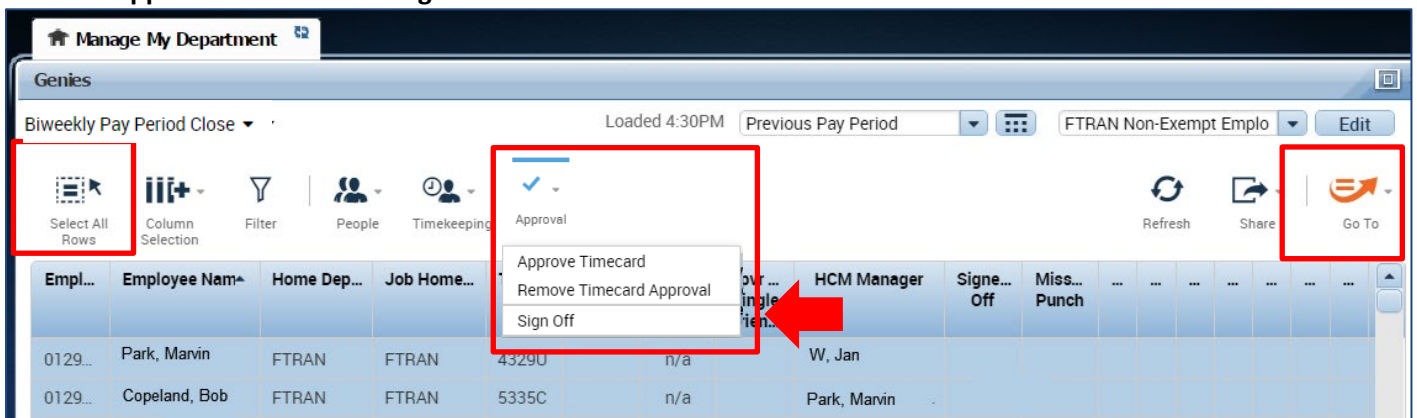 Manage My Department
Genies
Biweekly Pay Period Close
Loaded 4:30PM
Previous Pay Period
FTRAN Non-Exempt Emplo
Edit
Select All
Rows
Column
Selection
Filter
People
Timekeeping
Approval
Refresh
Share
Go To
Approve Timecard
Remove Timecard Approval
Sign Off
Empl... Employee Nam Home Dep... Job Home... HCM Manager Signe... Miss... ... ... ... ... ... ... ...
Off Punch
0129... Park, Marvin FTRAN FTRAN 4329U n/a W, Jan
0129... Copeland, Bob FTRAN FTRAN 5335C n/a Park, Marvin